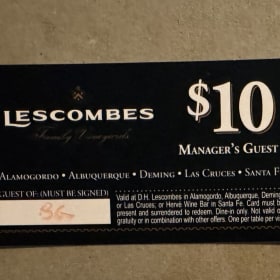 LESCOMBES
Family Vineyards
$10
MANAGER'S GUEST
ALAMOGORDO • ALBUQUERQUE • DEMING • LAS CRUCES • SANTA FE
GUEST OF: (MUST BE SIGNED)
SG
Valid at D.H. Lescombes in Alamogordo, Albuquerque, Deming,
or Las Cruces; or Hervé Wine Bar in Santa Fe. Card must be
present and surrendered to redeem. Dine-in only. Not valid o
or in combination with other offers. One per table per vi